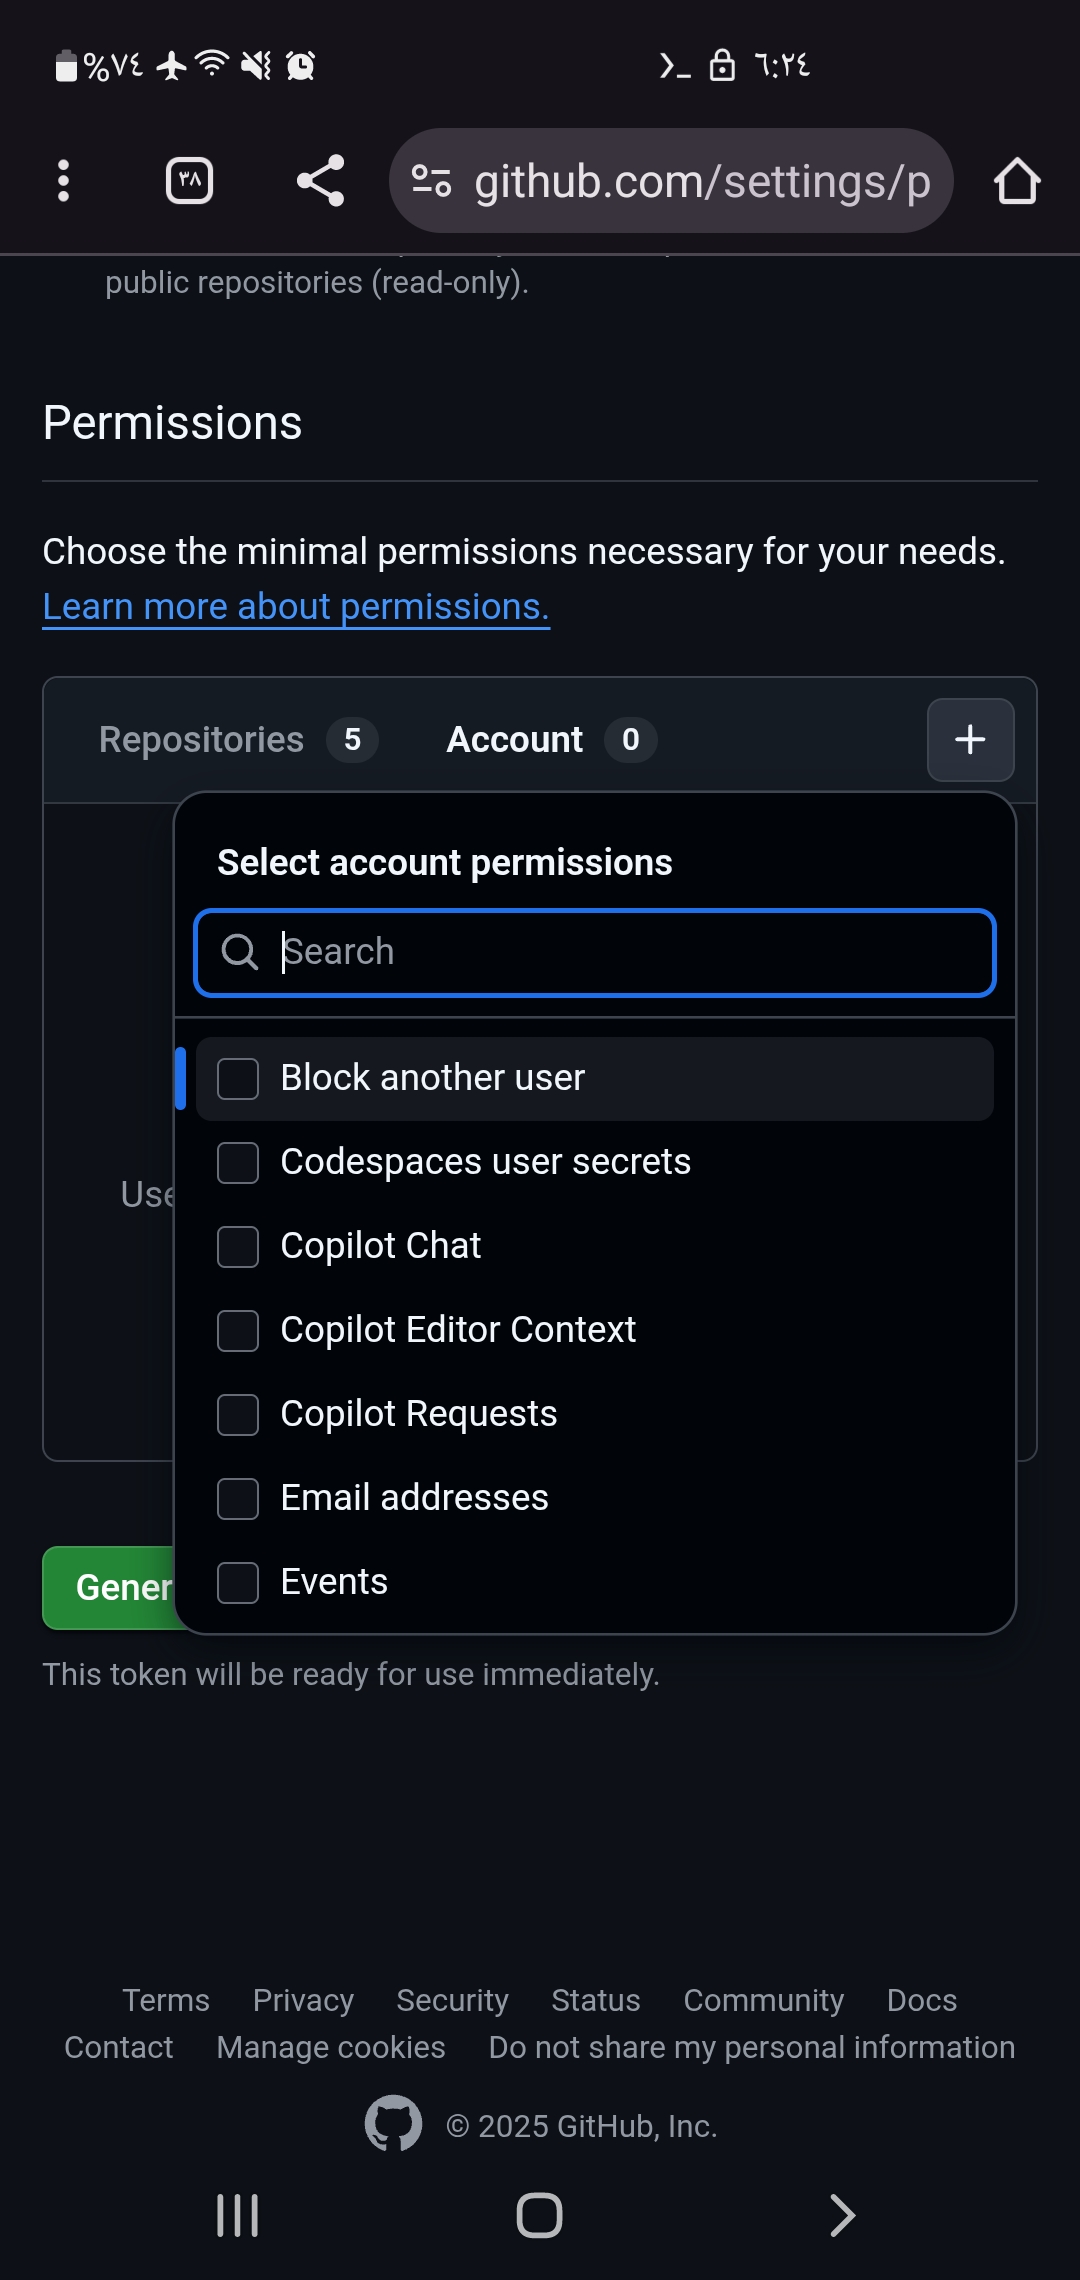 %٧٤ ٦:٢٤
٣٨ github.com/settings/p
public repositories (read-only).
Permissions
Choose the minimal permissions necessary for your needs.
Learn more about permissions.
Repositories 5 Account 0 +
Select account permissions
Search
Block another user
Codespaces user secrets
Use
Copilot Chat
Copilot Editor Context
Copilot Requests
Email addresses
Events
Gener
This token will be ready for use immediately.
Terms Privacy Security Status Community Docs
Contact Manage cookies Do not share my personal information
© 2025 GitHub, Inc.